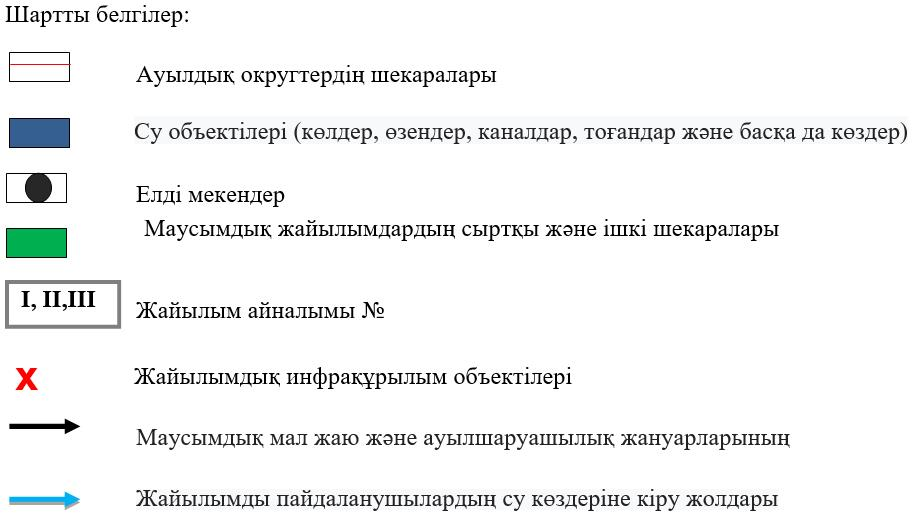 Шартты белгілер:
Ауылдық округтердің шекаралары
Су объектілері (көлдер, өзендер, каналдар, тоғандар және басқа да көздер)
Елді мекендер
Маусымдық жайылымдардың сыртқы және ішкі шекаралары
I, II,III
Жайылым айналымы №
х
Жайылымдық инфрақұрылым объектілері
Маусымдық мал жаю және ауылшаруашылық жануарларының
Жайылымды пайдаланушылардың су көздеріне кіру жолдары